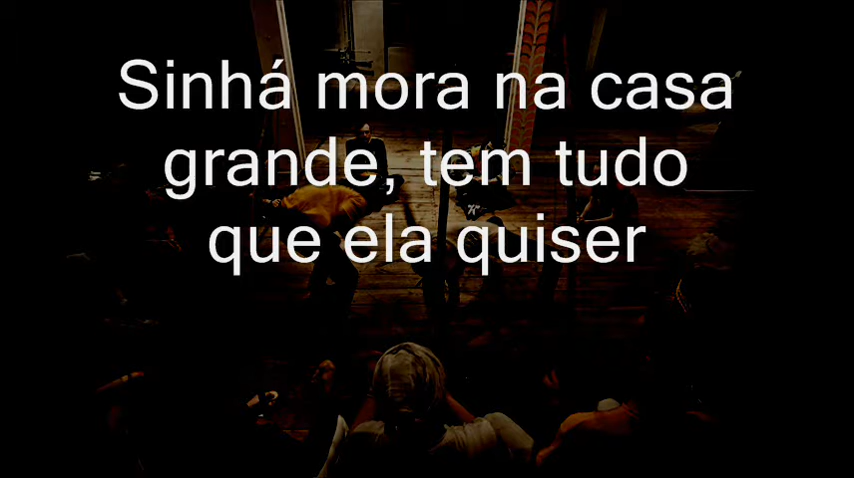 Sinhá mora na casa
grande, tem tudo
que ela quiser